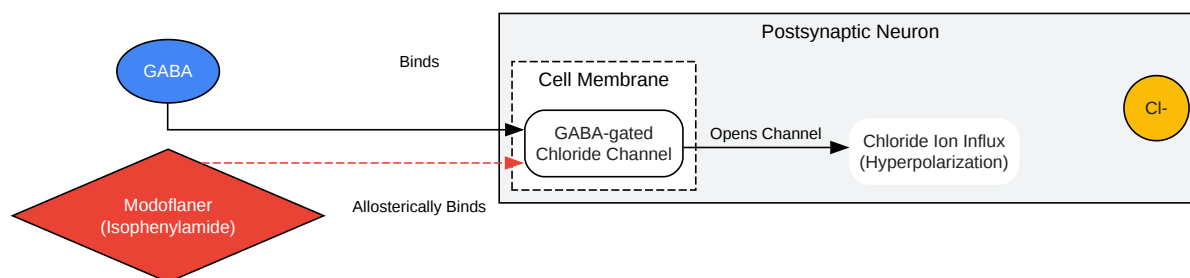 Postsynaptic Neuron
Binds
GABA
Cell Membrane
Cl-
GABA-gated
Chloride Channel
Opens Channel
Chloride Ion Influx
(Hyperpolarization)
Modoflaner
(Isophenylamide)
Allosterically Binds